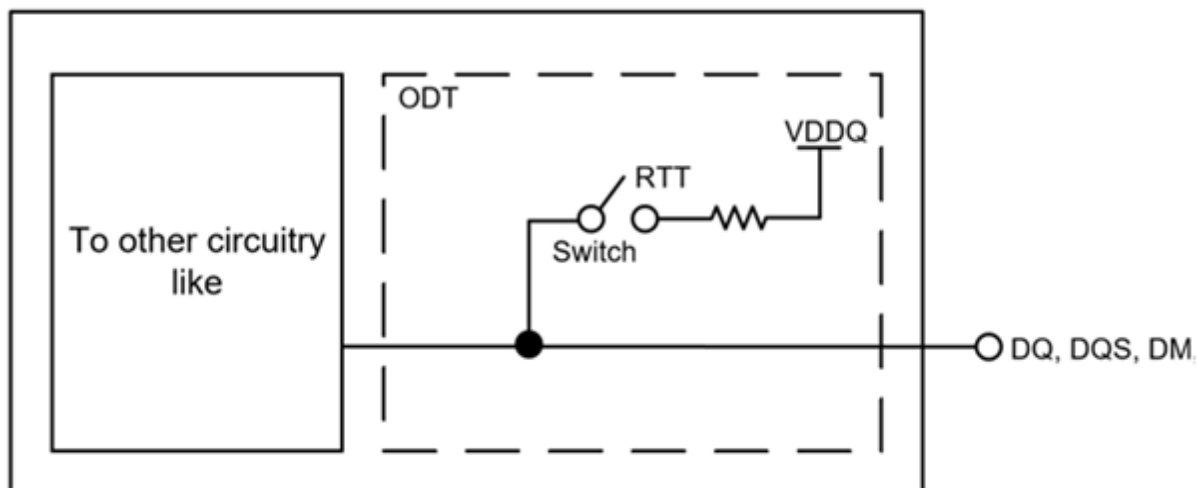 ODT
VDDQ
RTT
Switch
To other circuitry
like
DQ, DQS, DM,